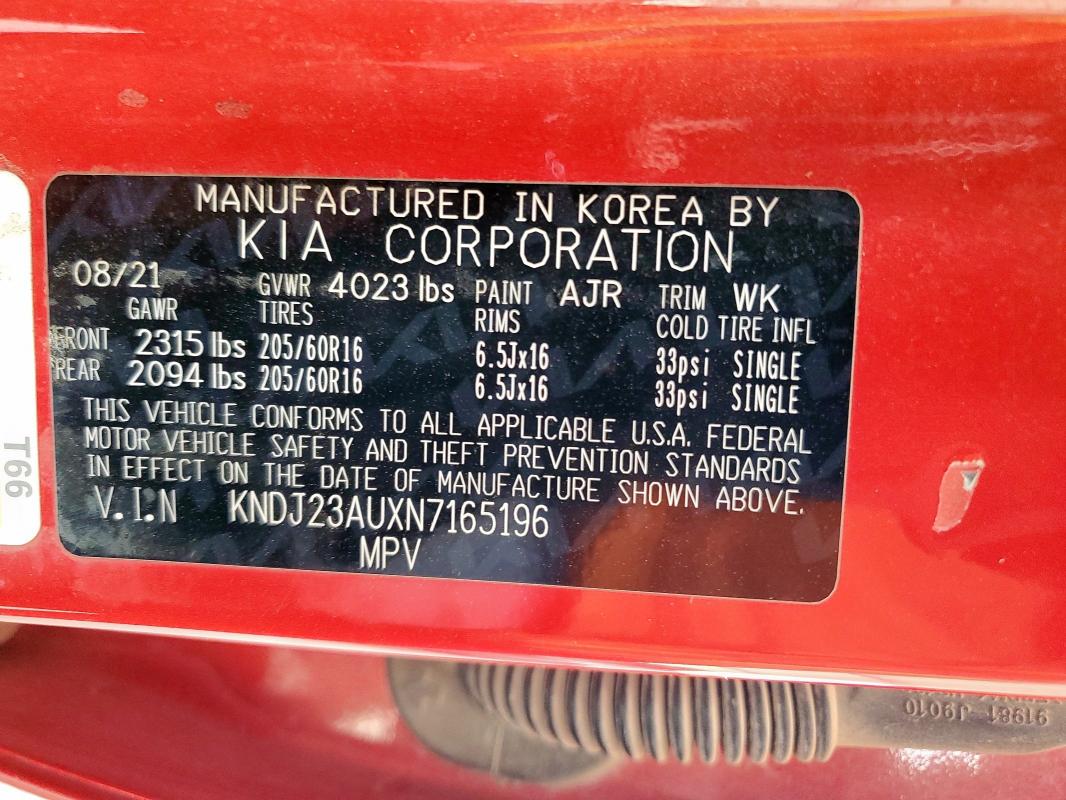 MANUFACTURED IN KOREA BY
KIA CORPORATION
08/21 GVWR 4023 lbs PAINT AJR TRIM WK
GAWR TIRES RIMS COLD TIRE INFL
FRONT 2315 lbs 205/60R16 6.5Jx16 33psi SINGLE
REAR 2094 lbs 205/60R16 6.5Jx16 33psi SINGLE
THIS VEHICLE CONFORMS TO ALL APPLICABLE U.S.A. FEDERAL
MOTOR VEHICLE SAFETY AND THEFT PREVENTION STANDARDS
IN EFFECT ON THE DATE OF MANUFACTURE SHOWN ABOVE.
V.I.N KNDJ23AUXN7165196
MPV
T66
91981 J9010